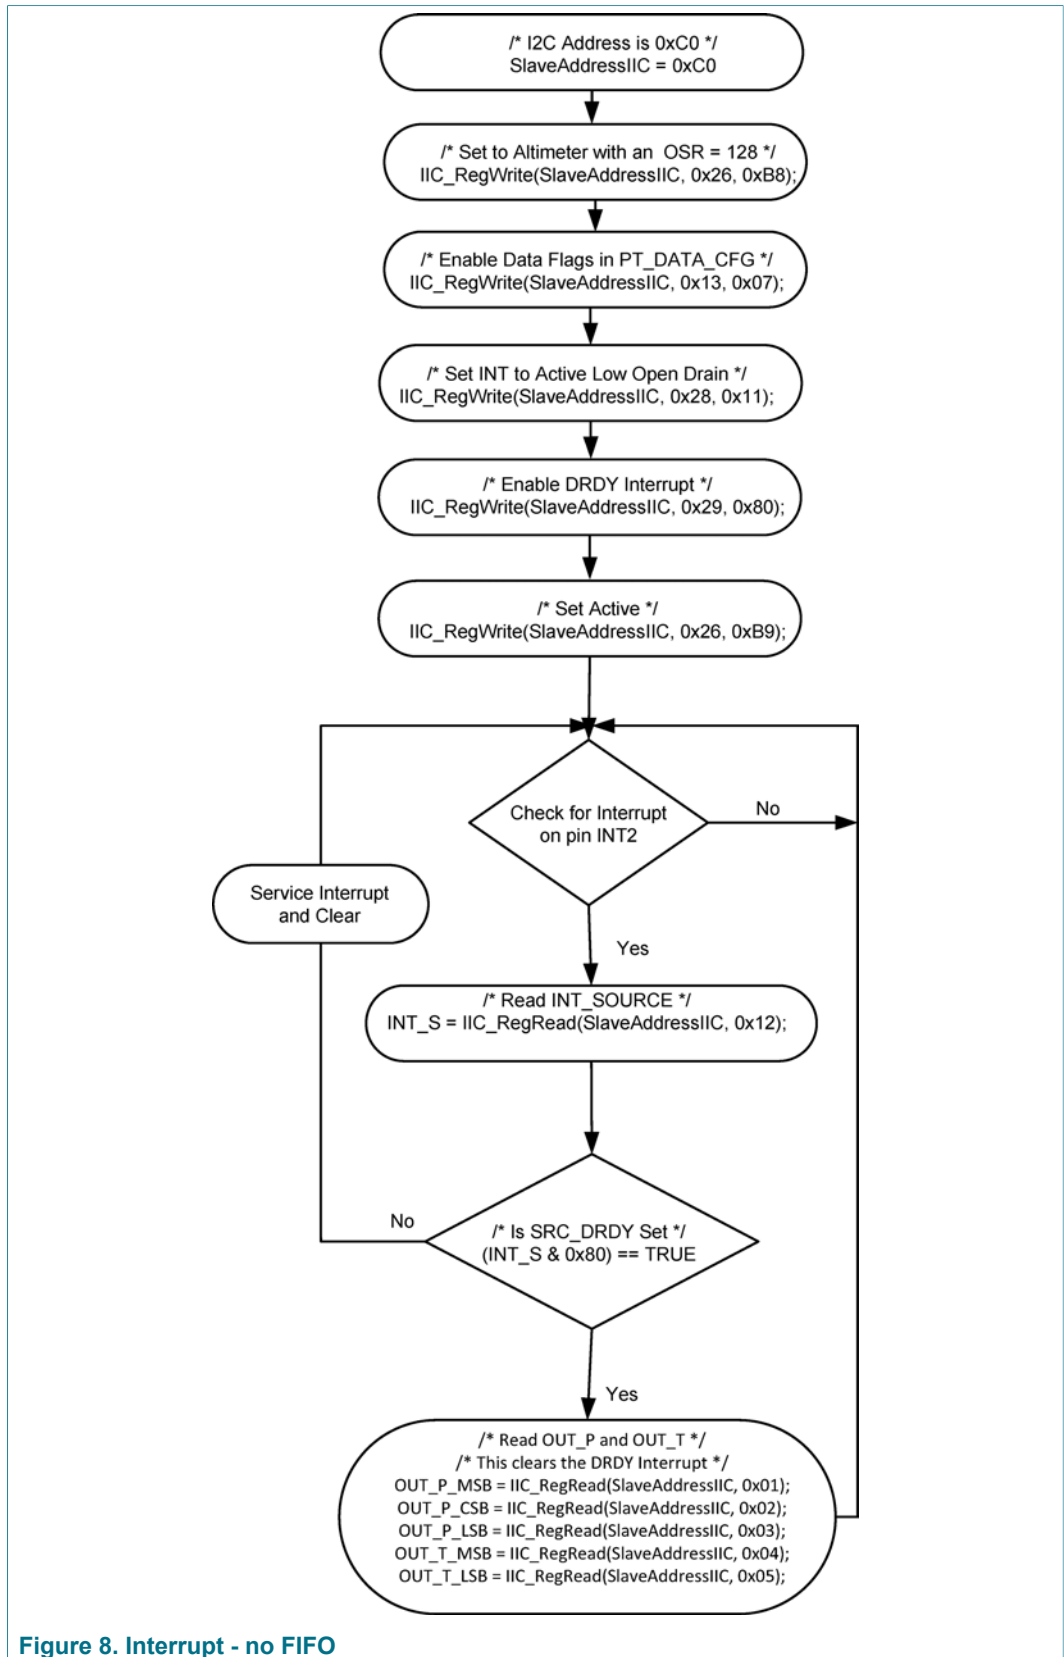 /* I2C Address is 0xC0 */
SlaveAddressIIC = 0xC0
/* Set to Altimeter with an OSR = 128 */
IIC_RegWrite(SlaveAddressIIC, 0x26, 0xB8);
/* Enable Data Flags in PT_DATA_CFG */
IIC_RegWrite(SlaveAddressIIC, 0x13, 0x07);
/* Set INT to Active Low Open Drain */
IIC_RegWrite(SlaveAddressIIC, 0x28, 0x11);
/* Enable DRDY Interrupt */
IIC_RegWrite(SlaveAddressIIC, 0x29, 0x80);
/* Set Active */
IIC_RegWrite(SlaveAddressIIC, 0x26, 0xB9);
Check for Interrupt
on pin INT2
No
Service Interrupt
and Clear
Yes
/* Read INT_SOURCE */
INT_S = IIC_RegRead(SlaveAddressIIC, 0x12);
No
/* Is SRC_DRDY Set */
(INT_S & 0x80) == TRUE
Yes
/* Read OUT_P and OUT_T */
/* This clears the DRDY Interrupt */
OUT_P_MSB = IIC_RegRead(SlaveAddressIIC, 0x01);
OUT_P_CSB = IIC_RegRead(SlaveAddressIIC, 0x02);
OUT_P_LSB = IIC_RegRead(SlaveAddressIIC, 0x03);
OUT_T_MSB = IIC_RegRead(SlaveAddressIIC, 0x04);
OUT_T_LSB = IIC_RegRead(SlaveAddressIIC, 0x05);
Figure 8. Interrupt - no FIFO